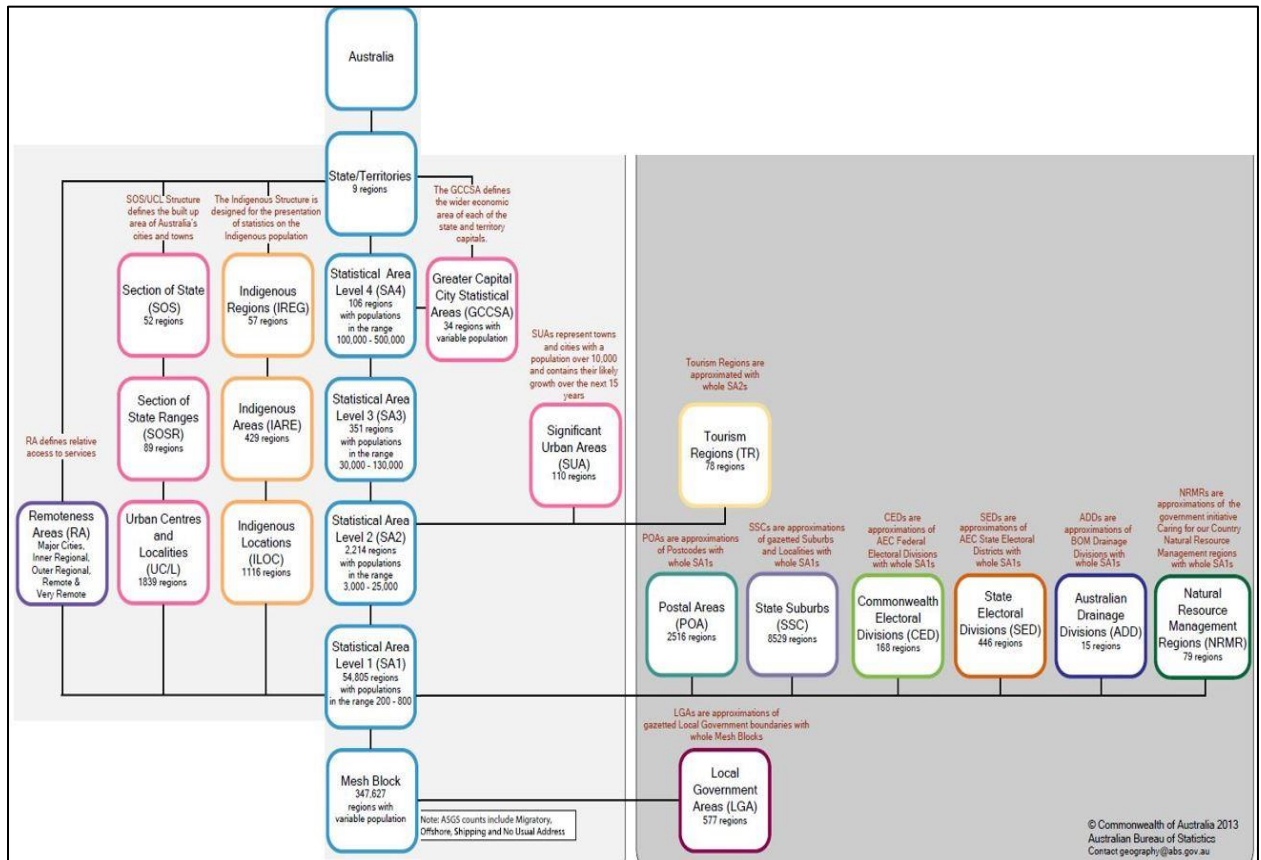 Australia
State/Territories
9 regions
SOS/UCL Structure
defines the built up
area of Australia's
cities and towns
The Indigenous Structure is
designed for the presentation
of statistics on the
Indigenous population
The GCCSA defines
the wider economic
area of each of the
state and territory
capitals.
Section of State
(SOS)
52 regions
Indigenous
Regions (IREG)
57 regions
Statistical Area
Level 4 (SA4)
106 regions
with populations
in the range
100,000 - 500,000
Greater Capital
City Statistical
Areas (GCCSA)
34 regions with
variable population
SUAs represent towns
and cities with a
population over 10,000
and contains their likely
growth over the next 15
years
Tourism Regions are
approximated with
whole SA2s
RA defines relative
access to services
Section of
State Ranges
(SOSR)
89 regions
Indigenous
Areas (IARE)
429 regions
Statistical Area
Level 3 (SA3)
351 regions
with populations
in the range
30,000 - 130,000
Significant
Urban Areas
(SUA)
110 regions
Tourism
Regions (TR)
78 regions
Remoteness
Areas (RA)
Major Cities,
Inner Regional,
Outer Regional,
Remote &
Very Remote
Urban Centres
and
Localities
(UC/L)
1839 regions
Indigenous
Locations
(ILOC)
1116 regions
Statistical Area
Level 2 (SA2)
2,214 regions
with populations
in the range
3,000 - 25,000
POAs are approximations
of Postcodes with
whole SA1s
SSCs are approximations
of gazetted Suburbs
and Localities with
whole SA1s
CEDs are
approximations of
AEC Federal
Electoral Divisions
with whole SA1s
SEDs are
approximations of
AEC State Electoral
Districts with
whole SA1s
ADDs are
approximations of
BOM Drainage
Divisions with
whole SA1s
NRMRs are
approximations of the
government initiative
Caring for our Country
Natural Resource
Management regions
with whole SA1s
Postal Areas
(POA)
2516 regions
State Suburbs
(SSC)
8529 regions
Commonwealth
Electoral
Divisions (CED)
168 regions
State
Electoral
Divisions (SED)
446 regions
Australian
Drainage
Divisions (ADD)
15 regions
Natural
Resource
Management
Regions (NRMR)
79 regions
Statistical Area
Level 1 (SA1)
54,805 regions
with populations
in the range 200 - 800
LGAs are approximations of
gazetted Local Government boundaries with
whole Mesh Blocks
Mesh Block
347,627
regions with
variable population
Note: ASGS counts include Migratory,
Offshore, Shipping and No Usual Address
Local
Government
Areas (LGA)
577 regions
© Commonwealth of Australia 2013
Australian Bureau of Statistics
Contact geography@abs.gov.au